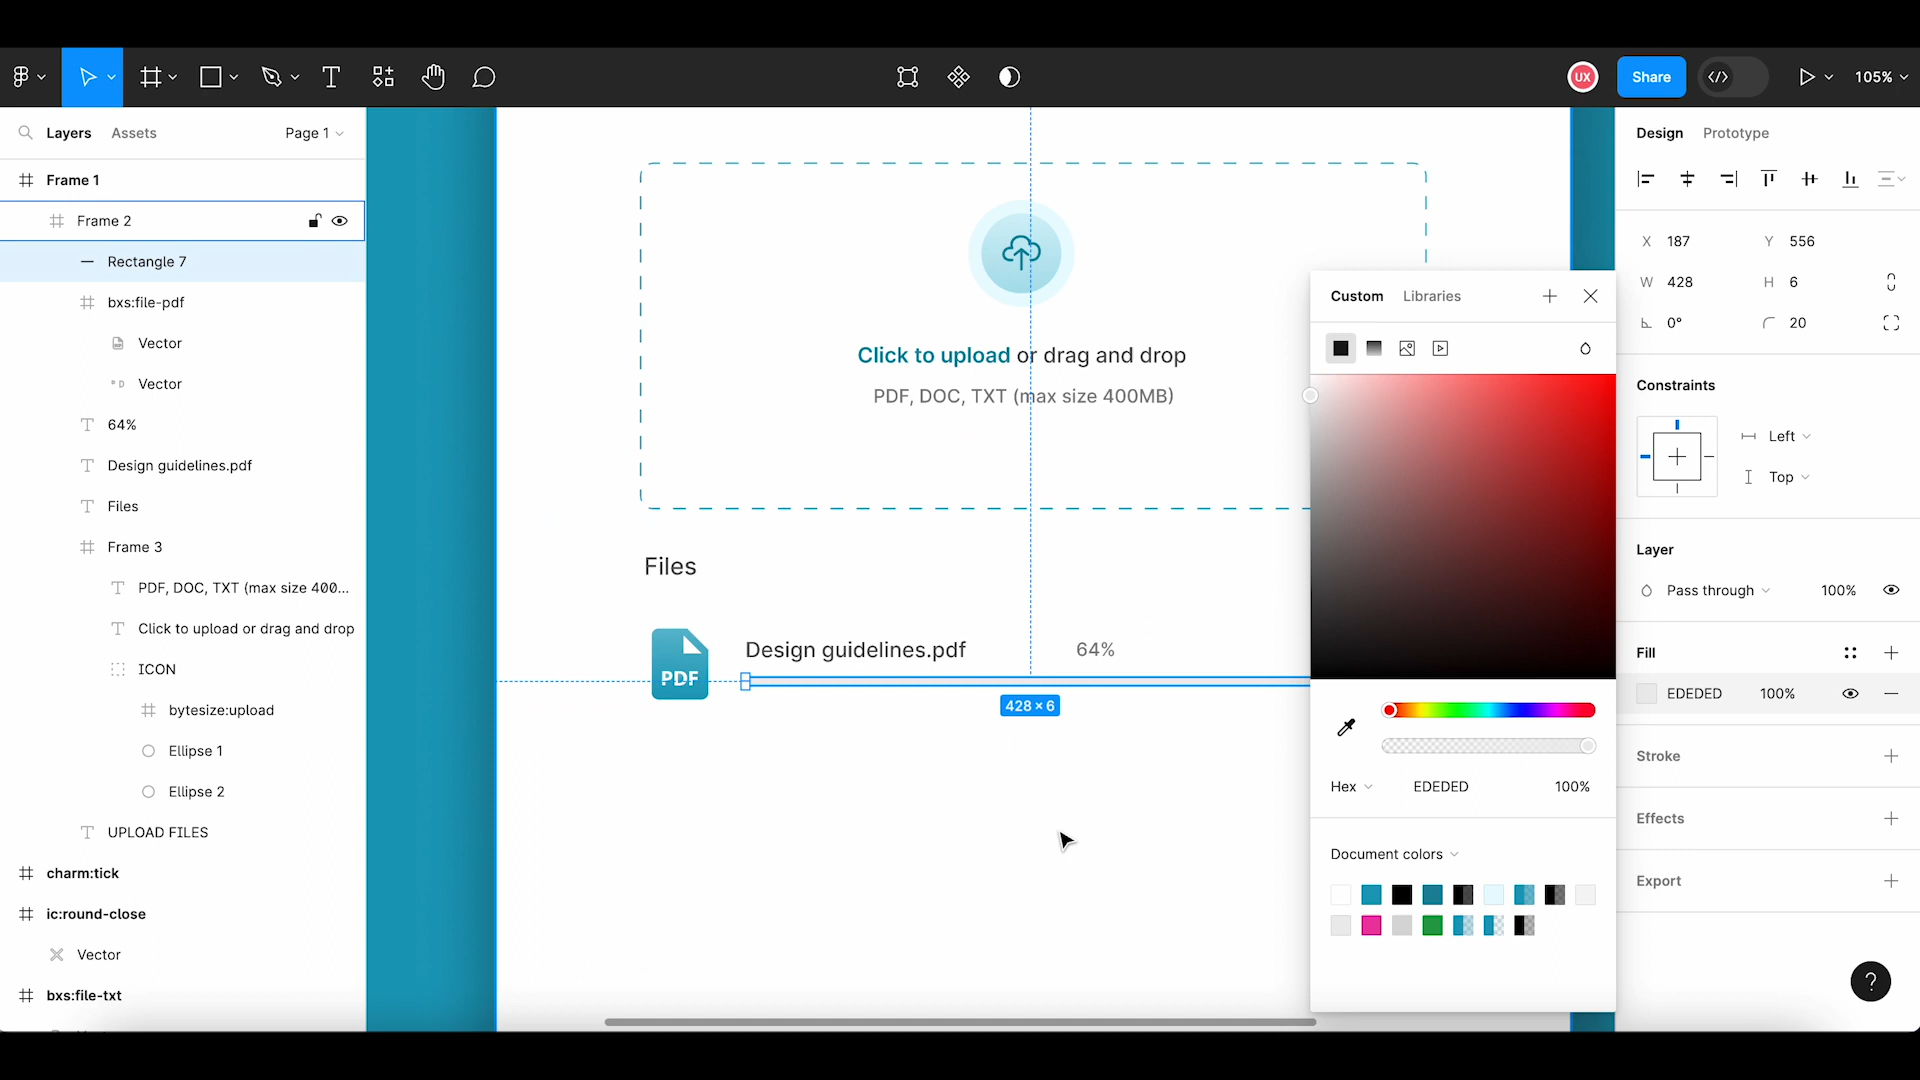 UX
Share
105%
Layers Assets Page 1
Frame 1
Frame 2
Rectangle 7
bxs:file-pdf
Vector
Vector
64%
Design guidelines.pdf
Files
Frame 3
PDF, DOC, TXT (max size 400...
Click to upload or drag and drop
ICON
bytesize:upload
Ellipse 1
Ellipse 2
UPLOAD FILES
charm:tick
ic:round-close
Vector
bxs:file-txt
Click to upload or drag and drop
PDF, DOC, TXT (max size 400MB)
Files
PDF
Design guidelines.pdf 64%
428 × 6
Custom Libraries
Hex EDEDED 100%
Document colors
Design Prototype
X 187 Y 556
W 428 H 6
0° 20
Constraints
Left
Top
Layer
Pass through 100%
Fill
EDEDED 100%
Stroke
Effects
Export
?